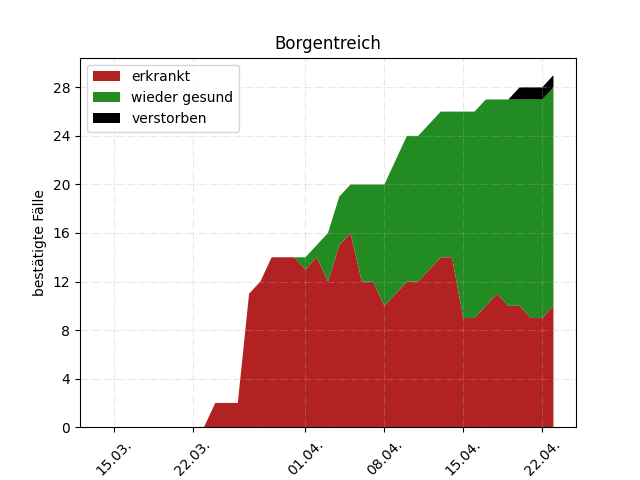 Borgentreich
erkrankt
wieder gesund
verstorben
bestätigte Fälle
28
24
20
16
12
8
4
0
15.03.
22.03.
01.04.
08.04.
15.04.
22.04.